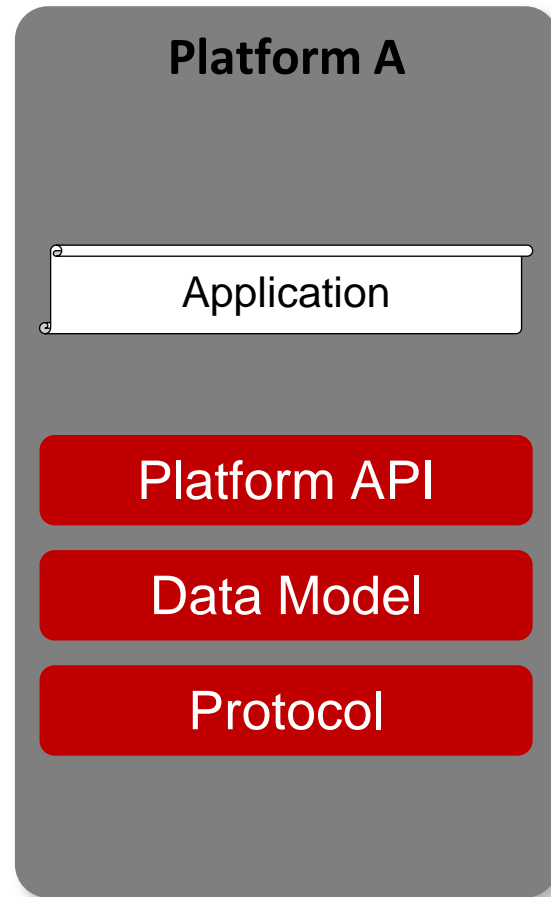 Platform A
Application
Platform API
Data Model
Protocol